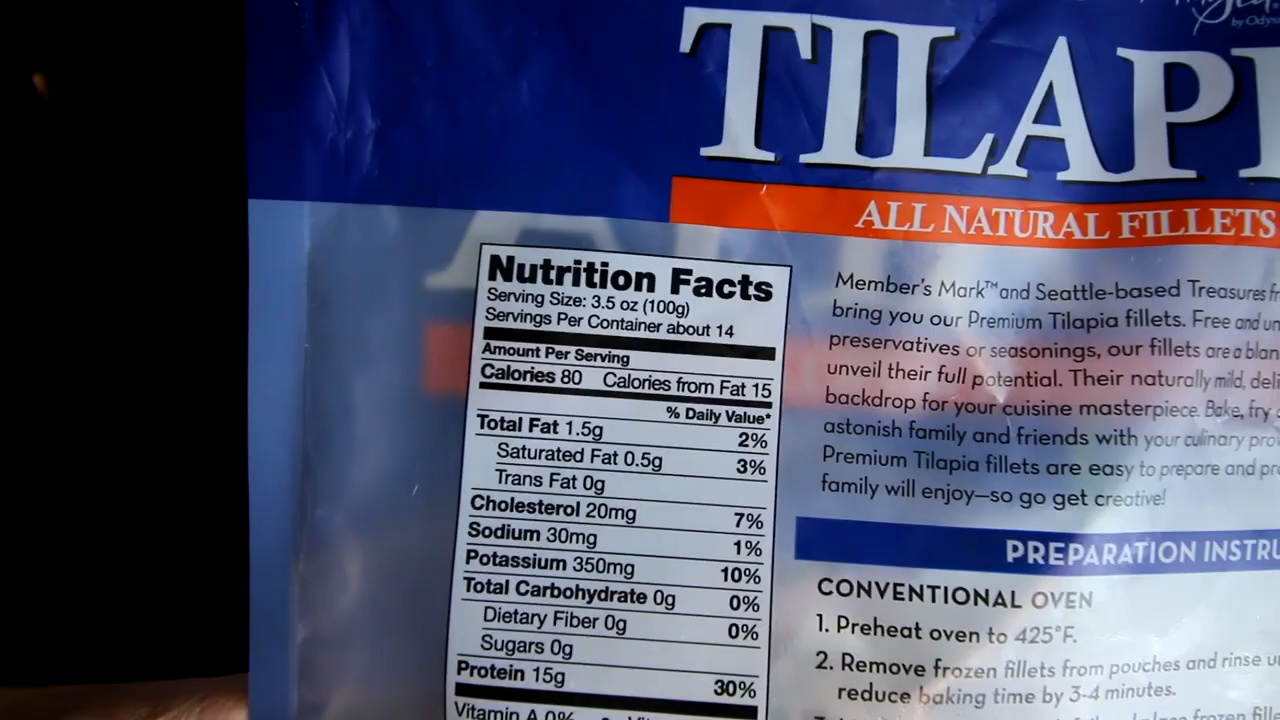 by Odys
TILAPI
ALL NATURAL FILLETS
Nutrition Facts
Serving Size: 3.5 oz (100g)
Servings Per Container about 14
Amount Per Serving
Calories 80 Calories from Fat 15
% Daily Value*
Total Fat 1.5g 2%
Saturated Fat 0.5g 3%
Trans Fat 0g
Cholesterol 20mg 7%
Sodium 30mg 1%
Potassium 350mg 10%
Total Carbohydrate 0g 0%
Dietary Fiber 0g 0%
Sugars 0g
Protein 15g 30%
Vitamin A 0%
Member's Mark™ and Seattle-based Treasures fr
bring you our Premium Tilapia fillets. Free and un
preservatives or seasonings, our fillets are a blan
unveil their full potential. Their naturally mild, deli
backdrop for your cuisine masterpiece. Bake, fry
astonish family and friends with your culinary prov
Premium Tilapia fillets are easy to prepare and pr
family will enjoy—so go get creative!
PREPARATION INSTRU
CONVENTIONAL OVEN
1. Preheat oven to 425°F.
2. Remove frozen fillets from pouches and rinse u
reduce baking time by 3-4 minutes.